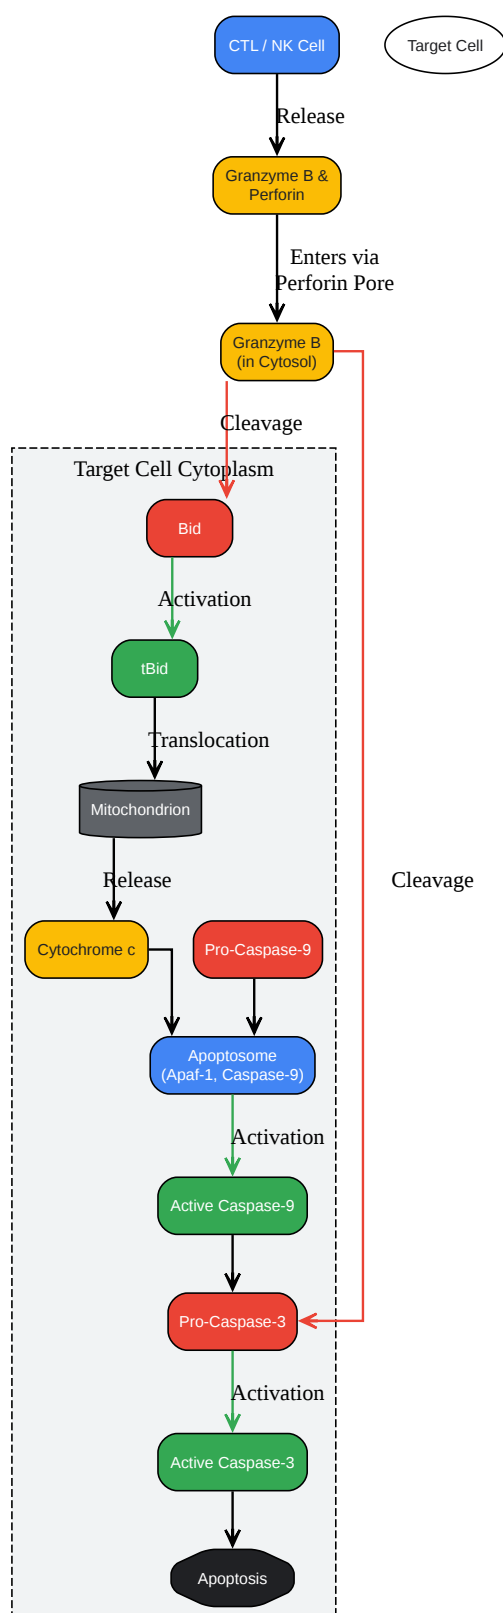 CTL / NK Cell
Target Cell
Release
Granzyme B &
Perforin
Enters via
Perforin Pore
Granzyme B
(in Cytosol)
Cleavage
Target Cell Cytoplasm
Bid
Activation
tBid
Translocation
Mitochondrion
Release
Cleavage
Cytochrome c
Pro-Caspase-9
Apoptosome
(Apaf-1, Caspase-9)
Activation
Active Caspase-9
Pro-Caspase-3
Activation
Active Caspase-3
Apoptosis